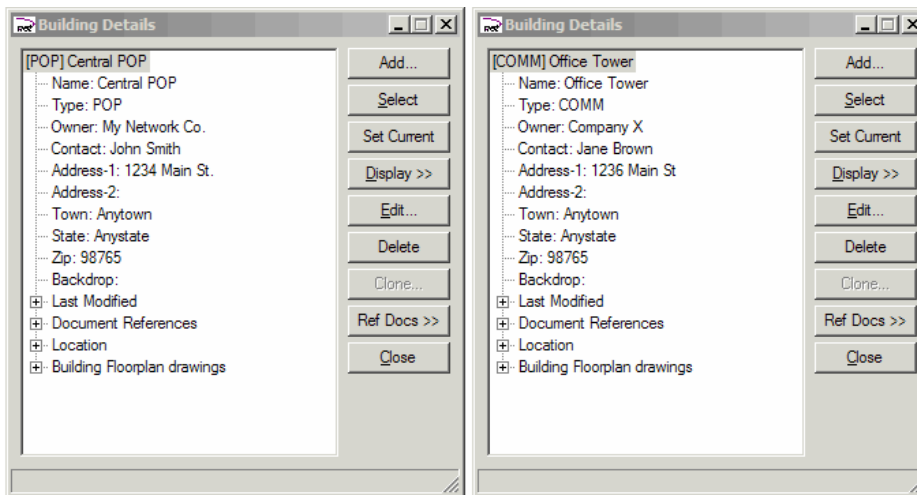 Building Details
[POP] Central POP
Name: Central POP
Type: POP
Owner: My Network Co.
Contact: John Smith
Address-1: 1234 Main St.
Address-2:
Town: Anytown
State: Anystate
Zip: 98765
Backdrop:
Last Modified
Document References
Location
Building Floorplan drawings
Add...
Select
Set Current
Display >>
Edit...
Delete
Clone...
Ref Docs >>
Close
Building Details
[COMM] Office Tower
Name: Office Tower
Type: COMM
Owner: Company X
Contact: Jane Brown
Address-1: 1236 Main St
Address-2:
Town: Anytown
State: Anystate
Zip: 98765
Backdrop:
Last Modified
Document References
Location
Building Floorplan drawings
Add...
Select
Set Current
Display >>
Edit...
Delete
Clone...
Ref Docs >>
Close